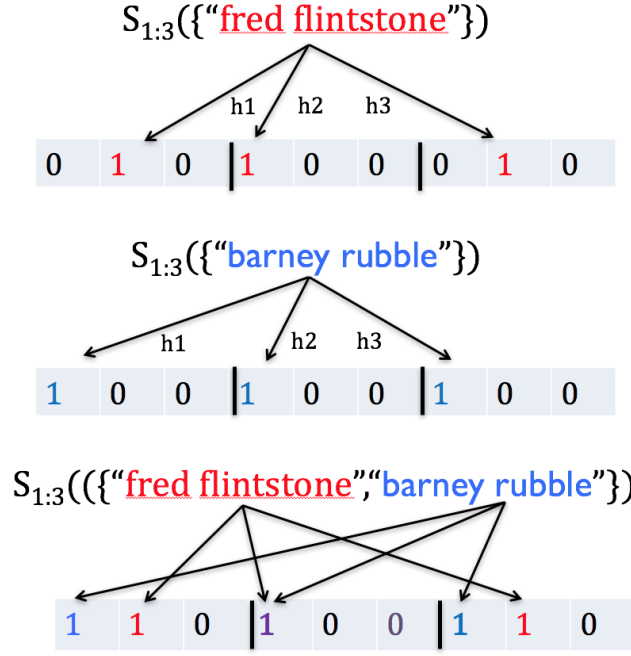 S1:3({“fred flintstone”})
h1 h2 h3
0 1 0 1 0 0 0 1 0
S1:3({“barney rubble”})
h1 h2 h3
1 0 0 1 0 0 1 0 0
S1:3(({“fred flintstone”,“barney rubble”})
1 1 0 1 0 0 1 1 0